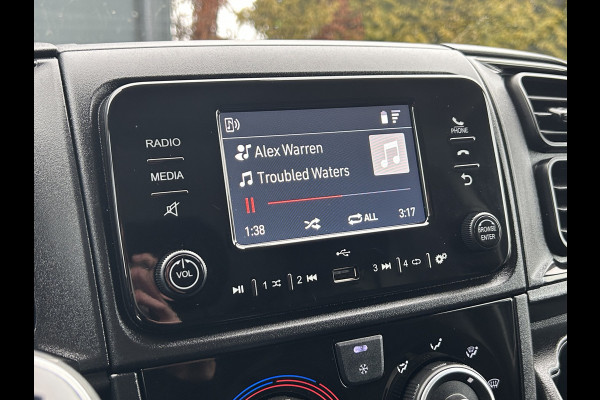 RADIO
MEDIA
PHONE
Alex Warren
Troubled Waters
1:38
ALL
3:17
VOL
BROWSE
ENTER
1
2
3
4